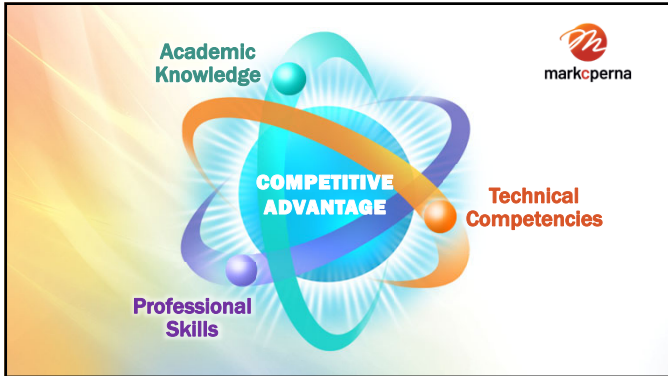 Academic
Knowledge
markcperna
COMPETITIVE
ADVANTAGE
Technical
Competencies
Professional
Skills